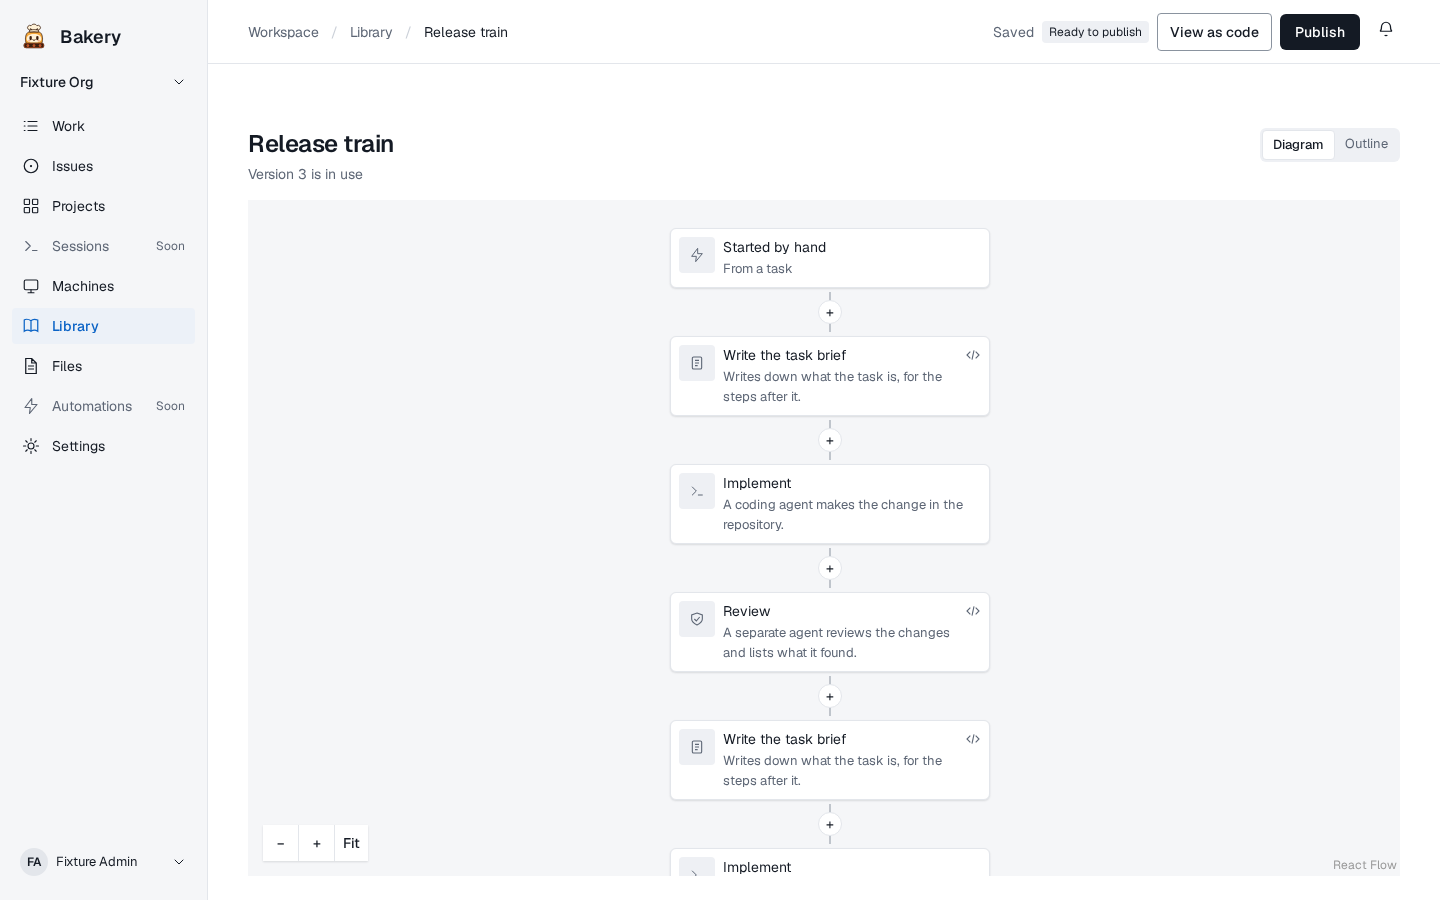 Bakery
Fixture Org
Work
Issues
Projects
Sessions Soon
Machines
Library
Files
Automations Soon
Settings
FA Fixture Admin
Workspace / Library / Release train
Saved Ready to publish View as code Publish
Release train
Version 3 is in use
Diagram Outline
Started by hand
From a task
+
Write the task brief
Writes down what the task is, for the
steps after it.
+
Implement
A coding agent makes the change in the
repository.
+
Review
A separate agent reviews the changes
and lists what it found.
+
Write the task brief
Writes down what the task is, for the
steps after it.
+
Implement
− + Fit
React Flow